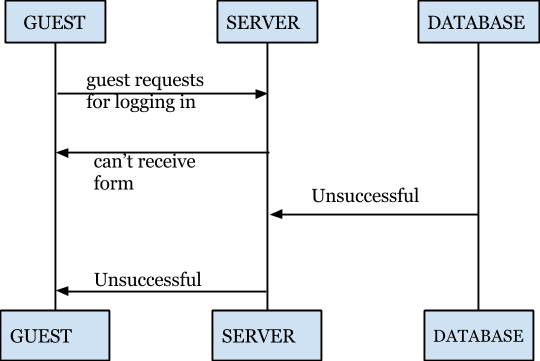 GUEST
SERVER
DATABASE
guest requests
for logging in
can't receive
form
Unsuccessful
Unsuccessful
GUEST
SERVER
DATABASE